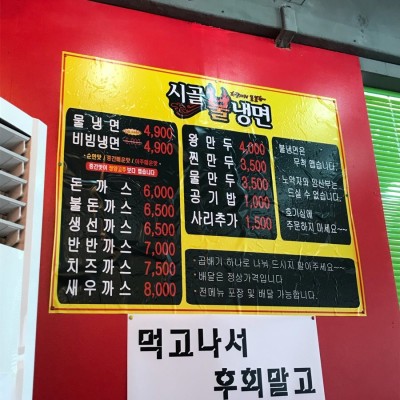 시골불냉면
물냉면 4,900
비빔냉면 4,900
돈까스 6,000
불돈까스 6,500
생선까스 6,500
반반까스 7,000
치즈까스 7,500
새우까스 8,000
왕만두 4,000
찐만두 3,500
물만두 3,500
공기밥 1,000
사리추가 1,500
불냉면은
무척 맵습니다~
노약자와 임산부는
드실 수 없습니다.
호기심에
주문하지 마세요~~
• 곱배기 하나로 나눠 드시지 말아주세요~~
• 배달은 정상가격입니다
• 전메뉴 포장 및 배달 가능합니다.
먹고나서
후회말고